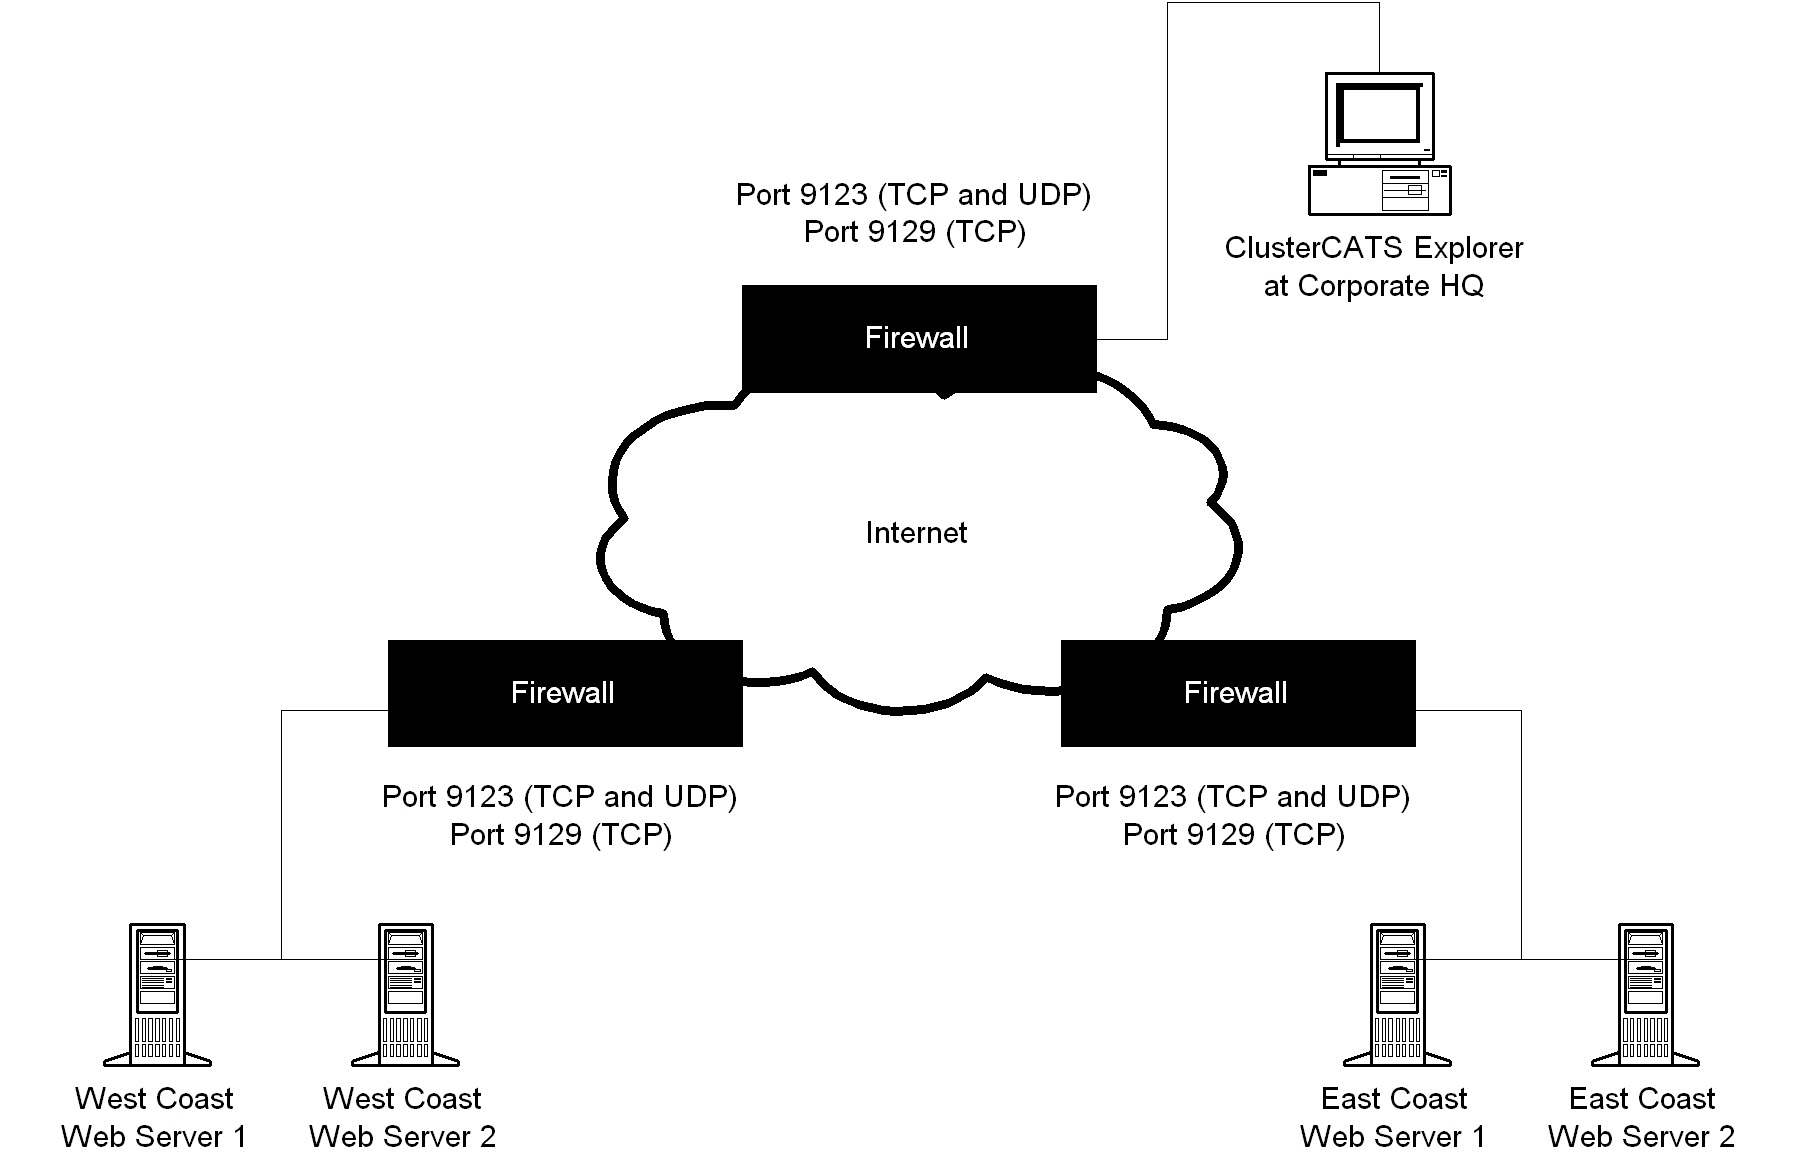 Port 9123 (TCP and UDP)
Port 9129 (TCP)
ClusterCATS Explorer
at Corporate HQ
Firewall
Internet
Firewall
Firewall
Port 9123 (TCP and UDP)
Port 9129 (TCP)
Port 9123 (TCP and UDP)
Port 9129 (TCP)
West Coast
Web Server 1
West Coast
Web Server 2
East Coast
Web Server 1
East Coast
Web Server 2